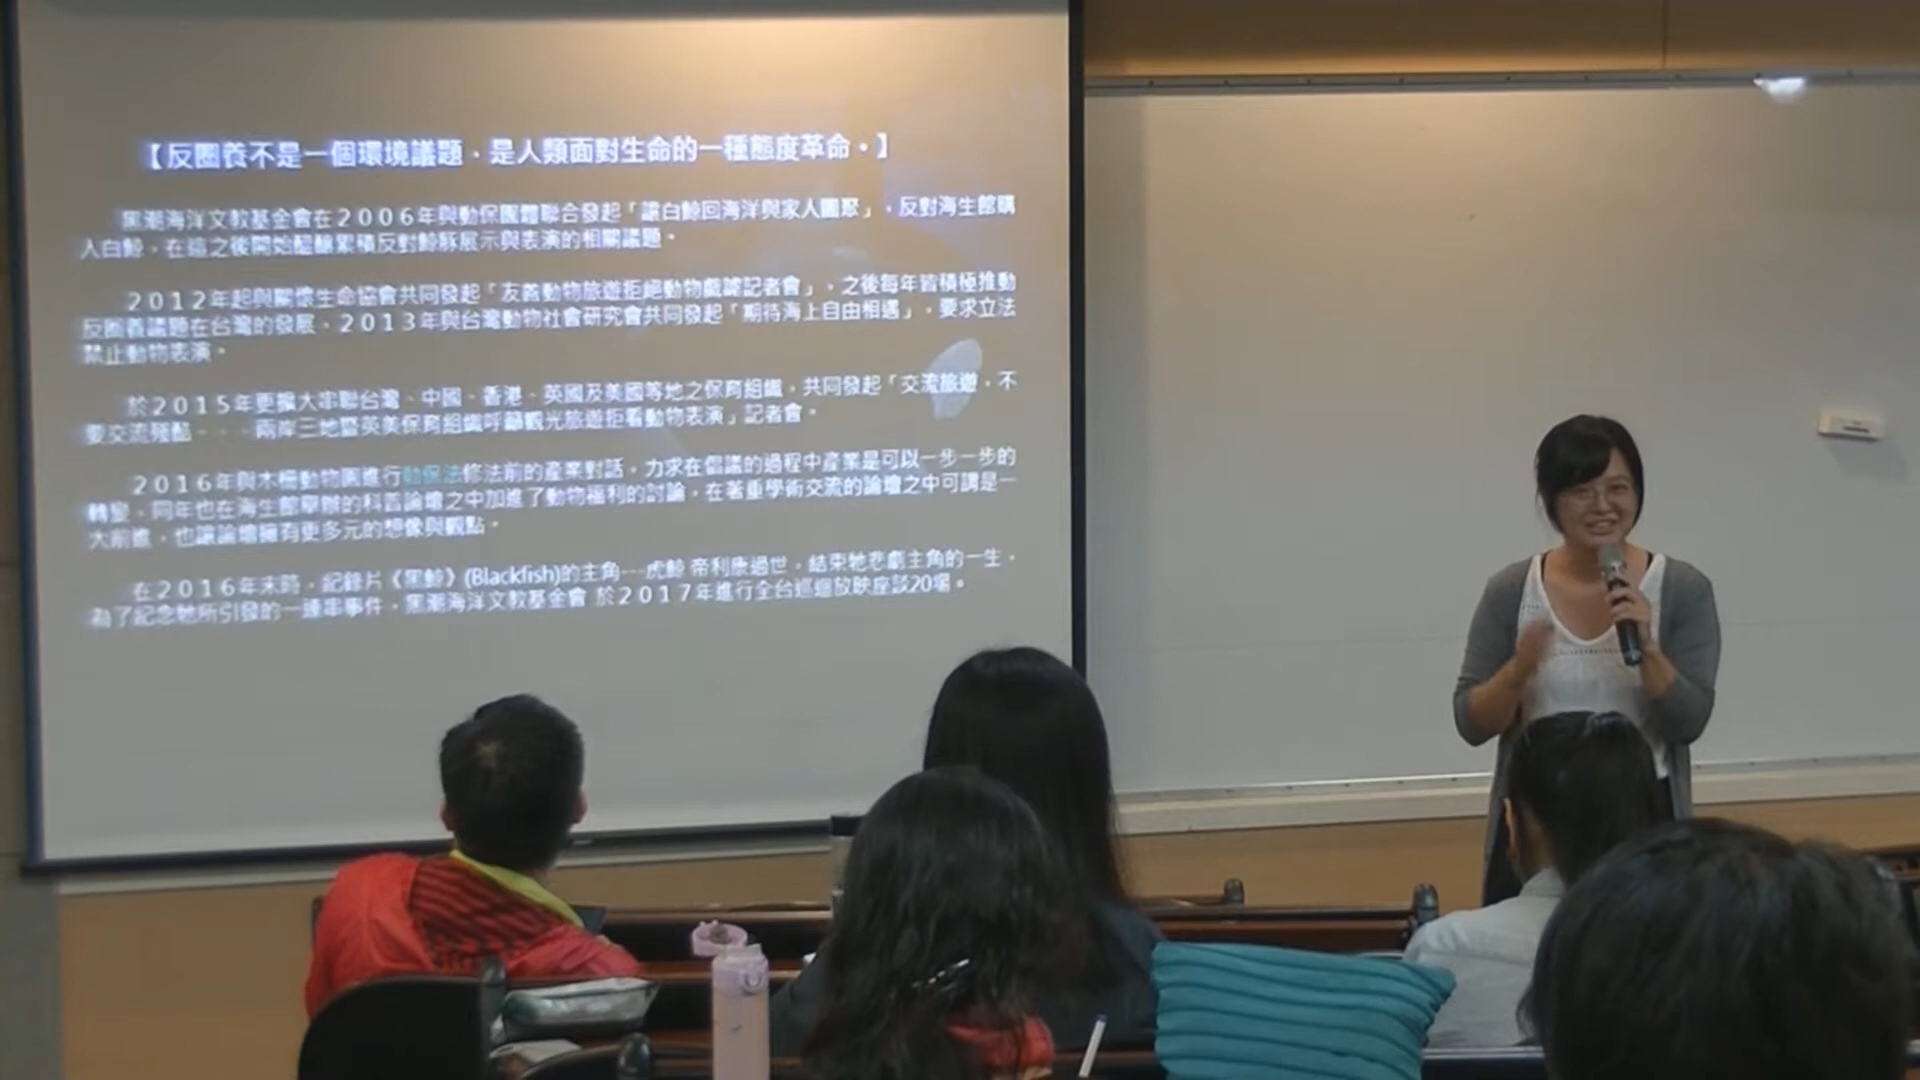 【反圈養不是一個環境議題，是人類面對生命的一種態度革命。】
黑潮海洋文教基金會在2006年與動保團體聯合發起「讓白鯨回海洋與家人團聚」，反對海生館購
入白鯨，在這之後開始醞釀累積反對鯨豚展示與表演的相關議題。
2012年起與關懷生命協會共同發起「友善動物旅遊拒絕動物戲謔記者會」，之後每年皆積極推動
反圈養議題在台灣的發展，2013年與台灣動物社會研究會共同發起「期待海上自由相遇」，要求立法
禁止動物表演。
於2015年更擴大串聯台灣、中國、香港、英國及美國等地之保育組織，共同發起「交流旅遊，不
要交流殘酷---兩岸三地暨英美保育組織呼籲觀光旅遊拒看動物表演」記者會。
2016年與木柵動物園進行動保法修法前的產業對話，力求在倡議的過程中產業是可以一步一步的
轉變，同年也在海生館舉辦的科普論壇之中加進了動物福利的討論，在著重學術交流的論壇之中可謂是一
大前進，也讓論壇擁有更多元的想像與觀點。
在2016年末時，紀錄片《黑鯨》(Blackfish)的主角---虎鯨 帝利康過世，結束牠悲劇主角的一生，
為了紀念牠所引發的一連串事件，黑潮海洋文教基金會 於2017年進行全台巡迴放映座談20場。